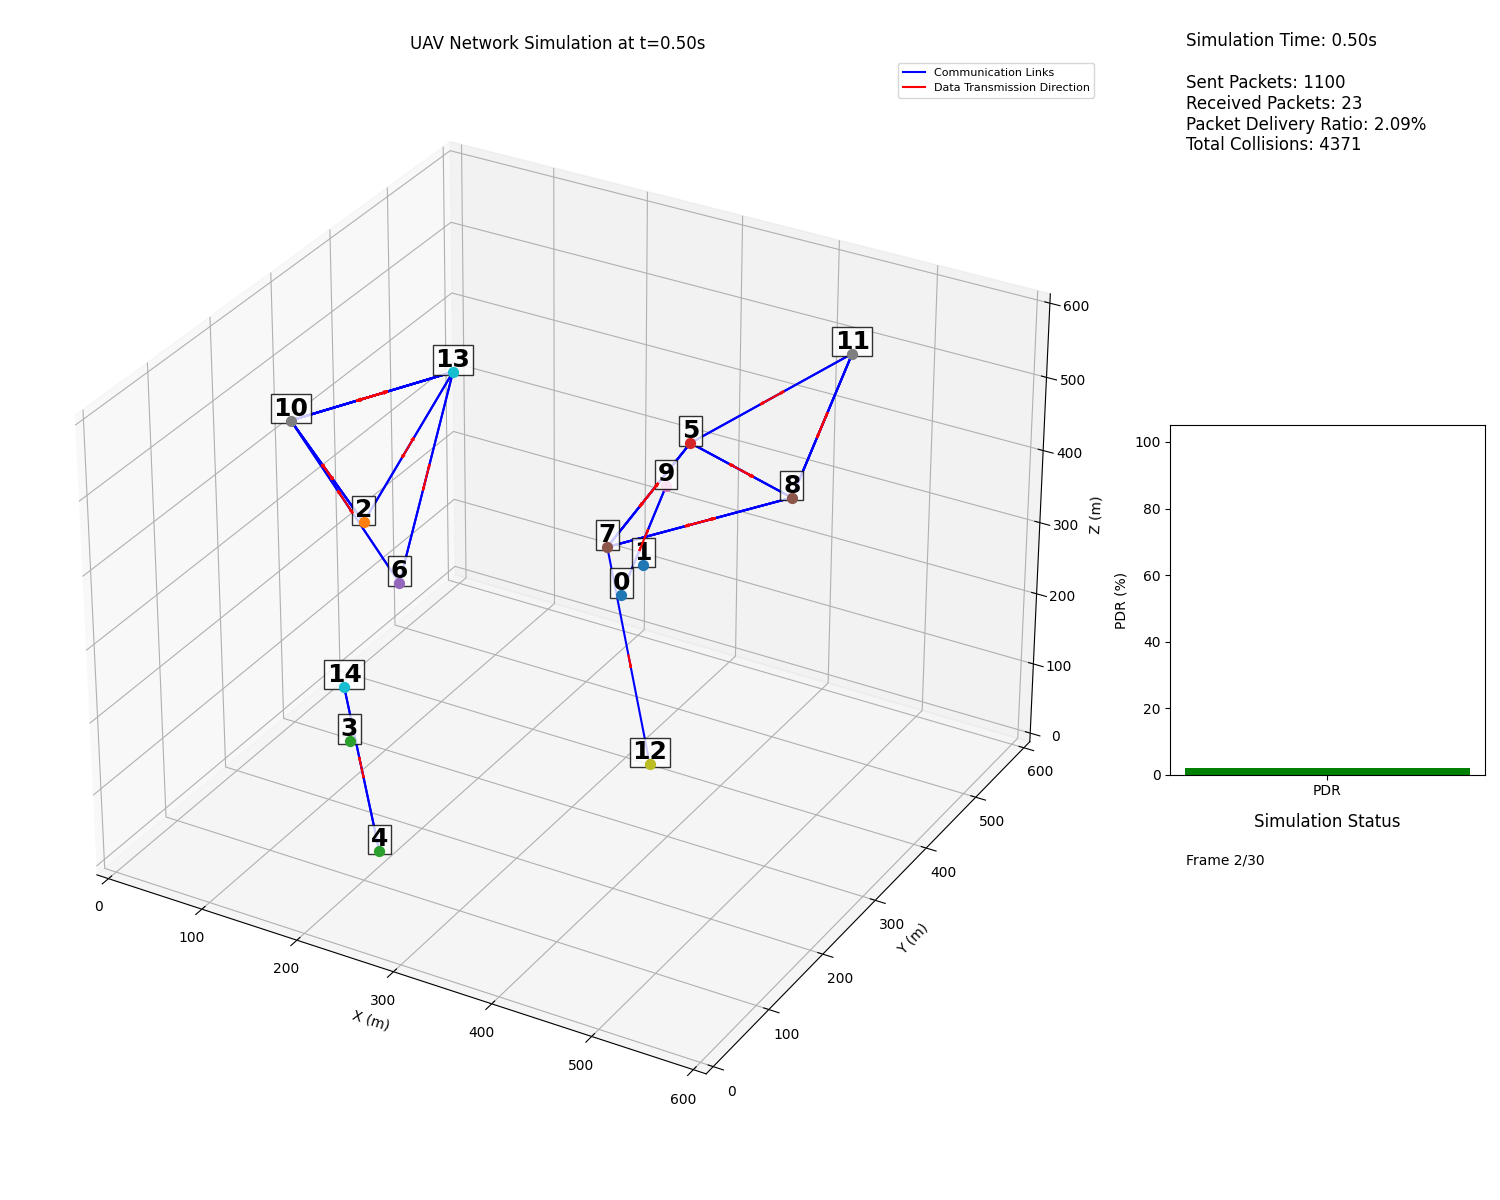 UAV Network Simulation at t=0.50s
Communication Links
Data Transmission Direction
Simulation Time: 0.50s
Sent Packets: 1100
Received Packets: 23
Packet Delivery Ratio: 2.09%
Total Collisions: 4371
13
10
2
6
14
3
4
11
5
9
8
7
1
0
12
0
100
200
300
400
500
600
X (m)
0
100
200
300
400
500
600
Y (m)
0
100
200
300
400
500
600
Z (m)
100
80
60
40
20
0
PDR (%)
PDR
Simulation Status
Frame 2/30